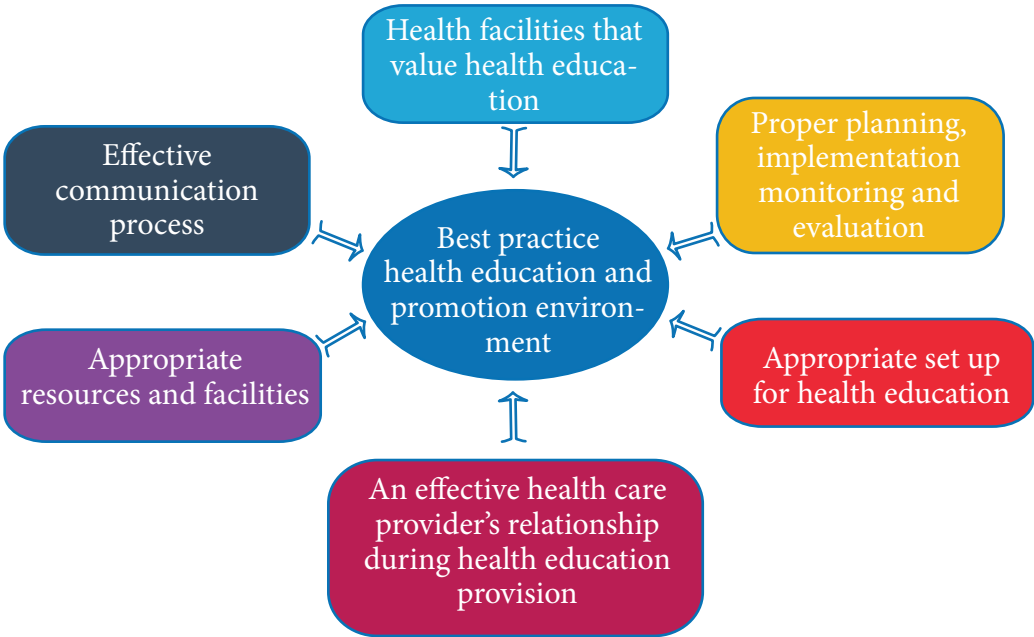 Health facilities that
value health educa-
tion
Effective
communication
process
Proper planning,
implementation
monitoring and
evaluation
Best practice
health education and
promotion environ-
ment
Appropriate
resources and facilities
Appropriate set up
for health education
An effective health care
provider’s relationship
during health education
provision